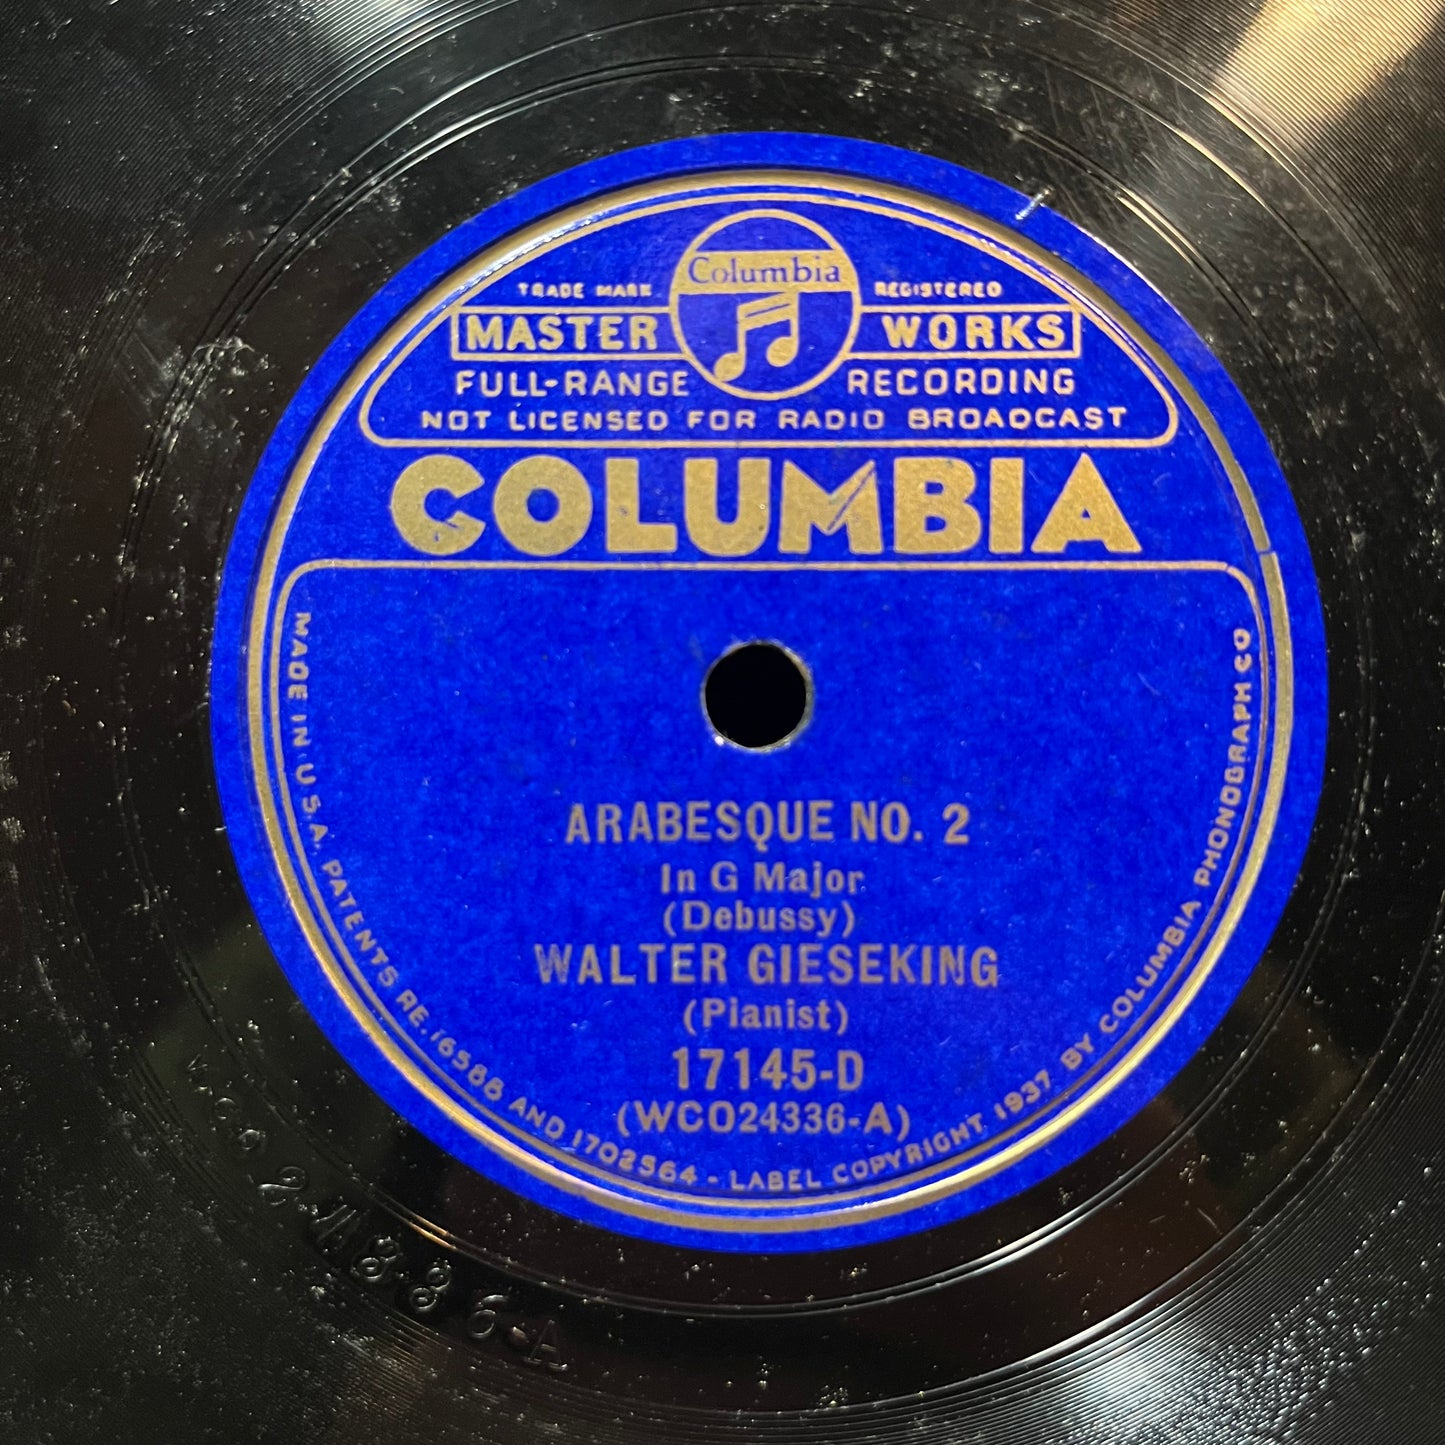 Columbia
TRADE MARK REGISTERED
MASTER WORKS
FULL-RANGE RECORDING
NOT LICENSED FOR RADIO BROADCAST
COLUMBIA
ARABESQUE NO. 2
In G Major
(Debussy)
WALTER GIESEKING
(Pianist)
17145-D
(WCO24336-A)
MADE IN U.S.A. PATENTS RE. 16588 AND 1702564 - LABEL COPYRIGHT 1937 BY COLUMBIA PHONOGRAPH CO
WCO 24336-A